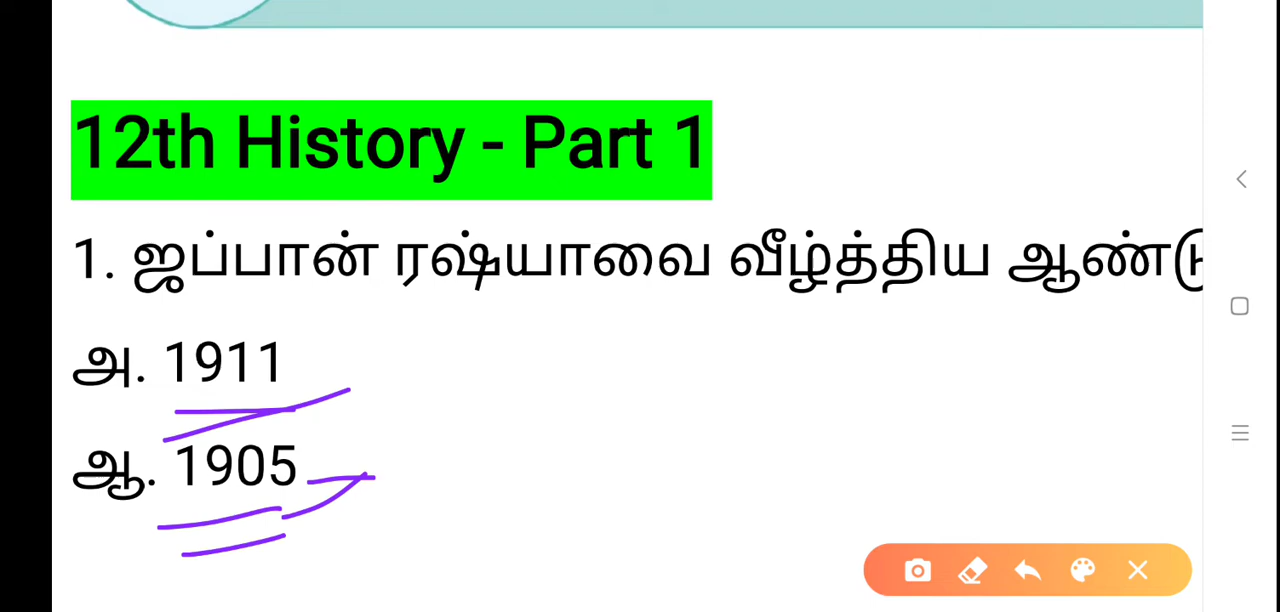 12th History - Part 1
1. ஜப்பான் ரஷ்யாவை வீழ்த்திய ஆண்டு
அ. 1911
ஆ. 1905